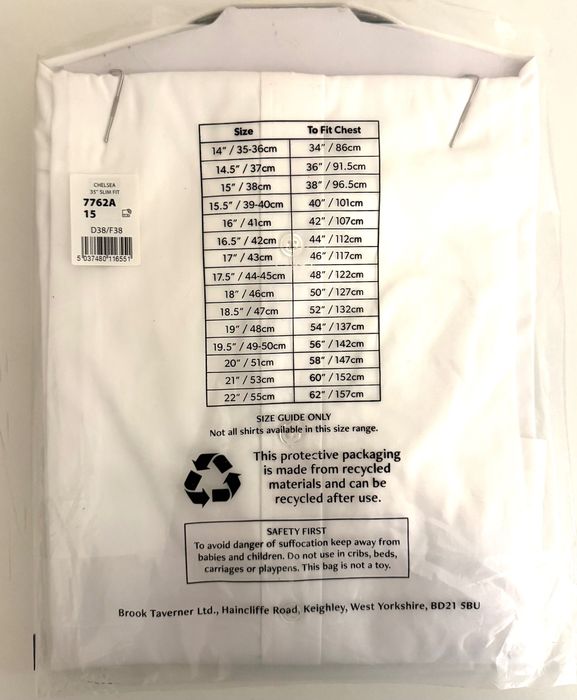 Size To Fit Chest
14" / 35-36cm 34" / 86cm
14.5" / 37cm 36" / 91.5cm
15" / 38cm 38" / 96.5cm
15.5" / 39-40cm 40" / 101cm
16" / 41cm 42" / 107cm
16.5" / 42cm 44" / 112cm
17" / 43cm 46" / 117cm
17.5" / 44-45cm 48" / 122cm
18" / 46cm 50" / 127cm
18.5" / 47cm 52" / 132cm
19" / 48cm 54" / 137cm
19.5" / 49-50cm 56" / 142cm
20" / 51cm 58" / 147cm
21" / 53cm 60" / 152cm
22" / 55cm 62" / 157cm
SIZE GUIDE ONLY
Not all shirts available in this size range.
CHELSEA
35" SLIM FIT
7762A
15
D38/F38
5 037480 116551
This protective packaging
is made from recycled
materials and can be
recycled after use.
SAFETY FIRST
To avoid danger of suffocation keep away from
babies and children. Do not use in cribs, beds,
carriages or playpens. This bag is not a toy.
Brook Taverner Ltd., Haincliffe Road, Keighley, West Yorkshire, BD21 5BU